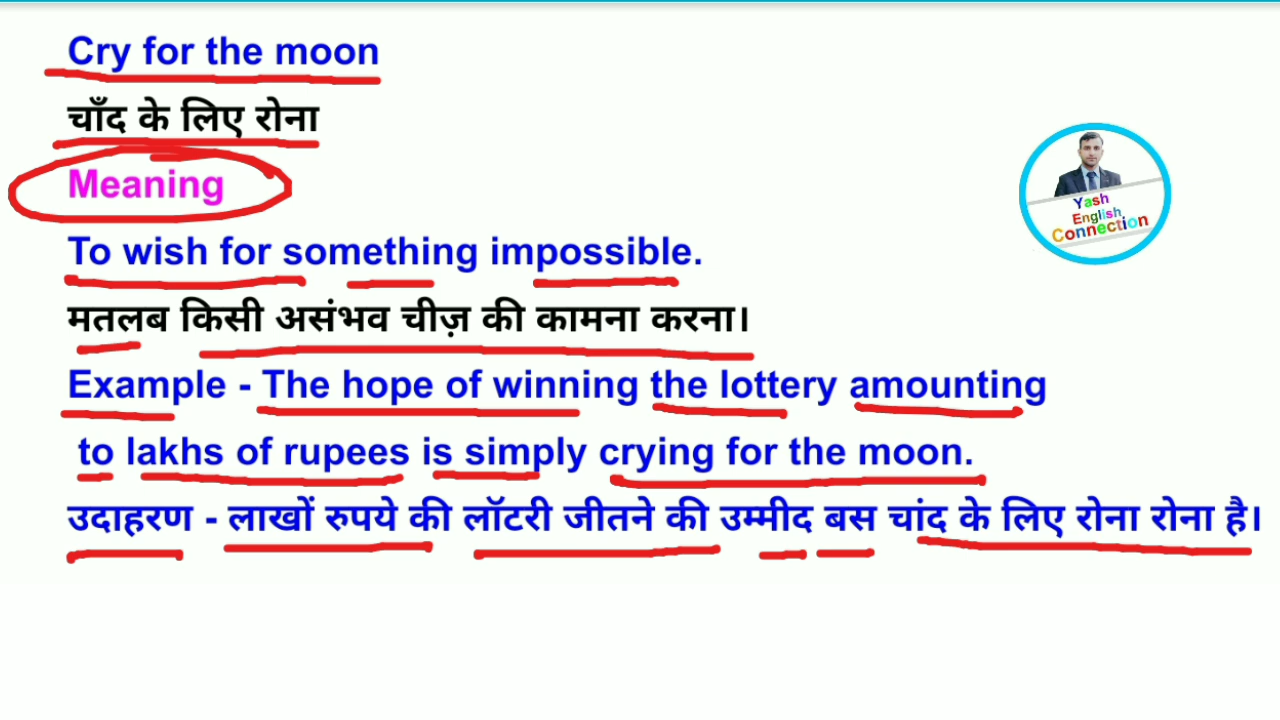 Cry for the moon
चाँद के लिए रोना
Meaning
To wish for something impossible.
मतलब किसी असंभव चीज़ की कामना करना।
Example - The hope of winning the lottery amounting
to lakhs of rupees is simply crying for the moon.
उदाहरण - लाखों रुपये की लॉटरी जीतने की उम्मीद बस चांद के लिए रोना रोना है।
Yash
English
Connection